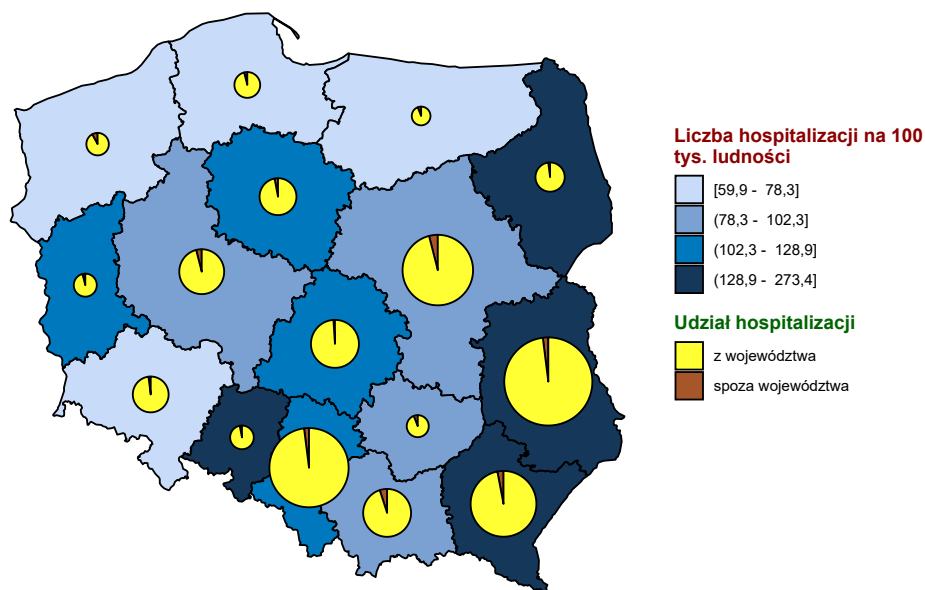 Liczba hospitalizacji na 100
tys. ludności
[59,9 - 78,3]
(78,3 - 102,3]
(102,3 - 128,9]
(128,9 - 273,4]
Udział hospitalizacji
z województwa
spoza województwa